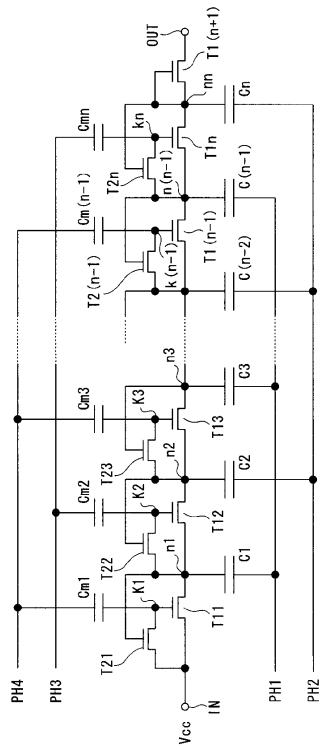 PH4
PH3
Cm1
Cm2
Cm3
Cm(n-1)
Cmn
T21
K1
T22
K2
T23
K3
T2(n-1)
k(n-1)
T2n
kn
n1
n2
n3
n(n-1)
nn
OUT
Vcc
IN
T11
T12
T13
T1(n-1)
T1n
T1(n+1)
C1
C2
C3
C(n-2)
C(n-1)
Cn
PH1
PH2